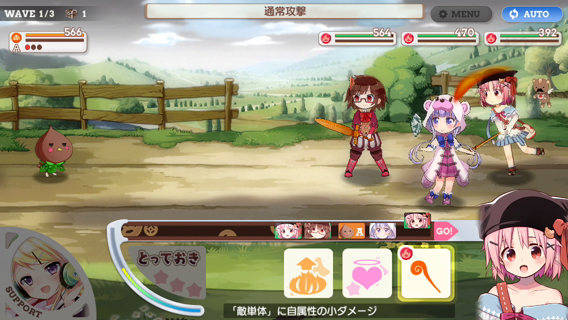 WAVE 1/3 1
通常攻撃
MENU
AUTO
566
A
564
470
392
A
GO!
とっておき
SUPPORT
「敵単体」に自属性の小ダメージ